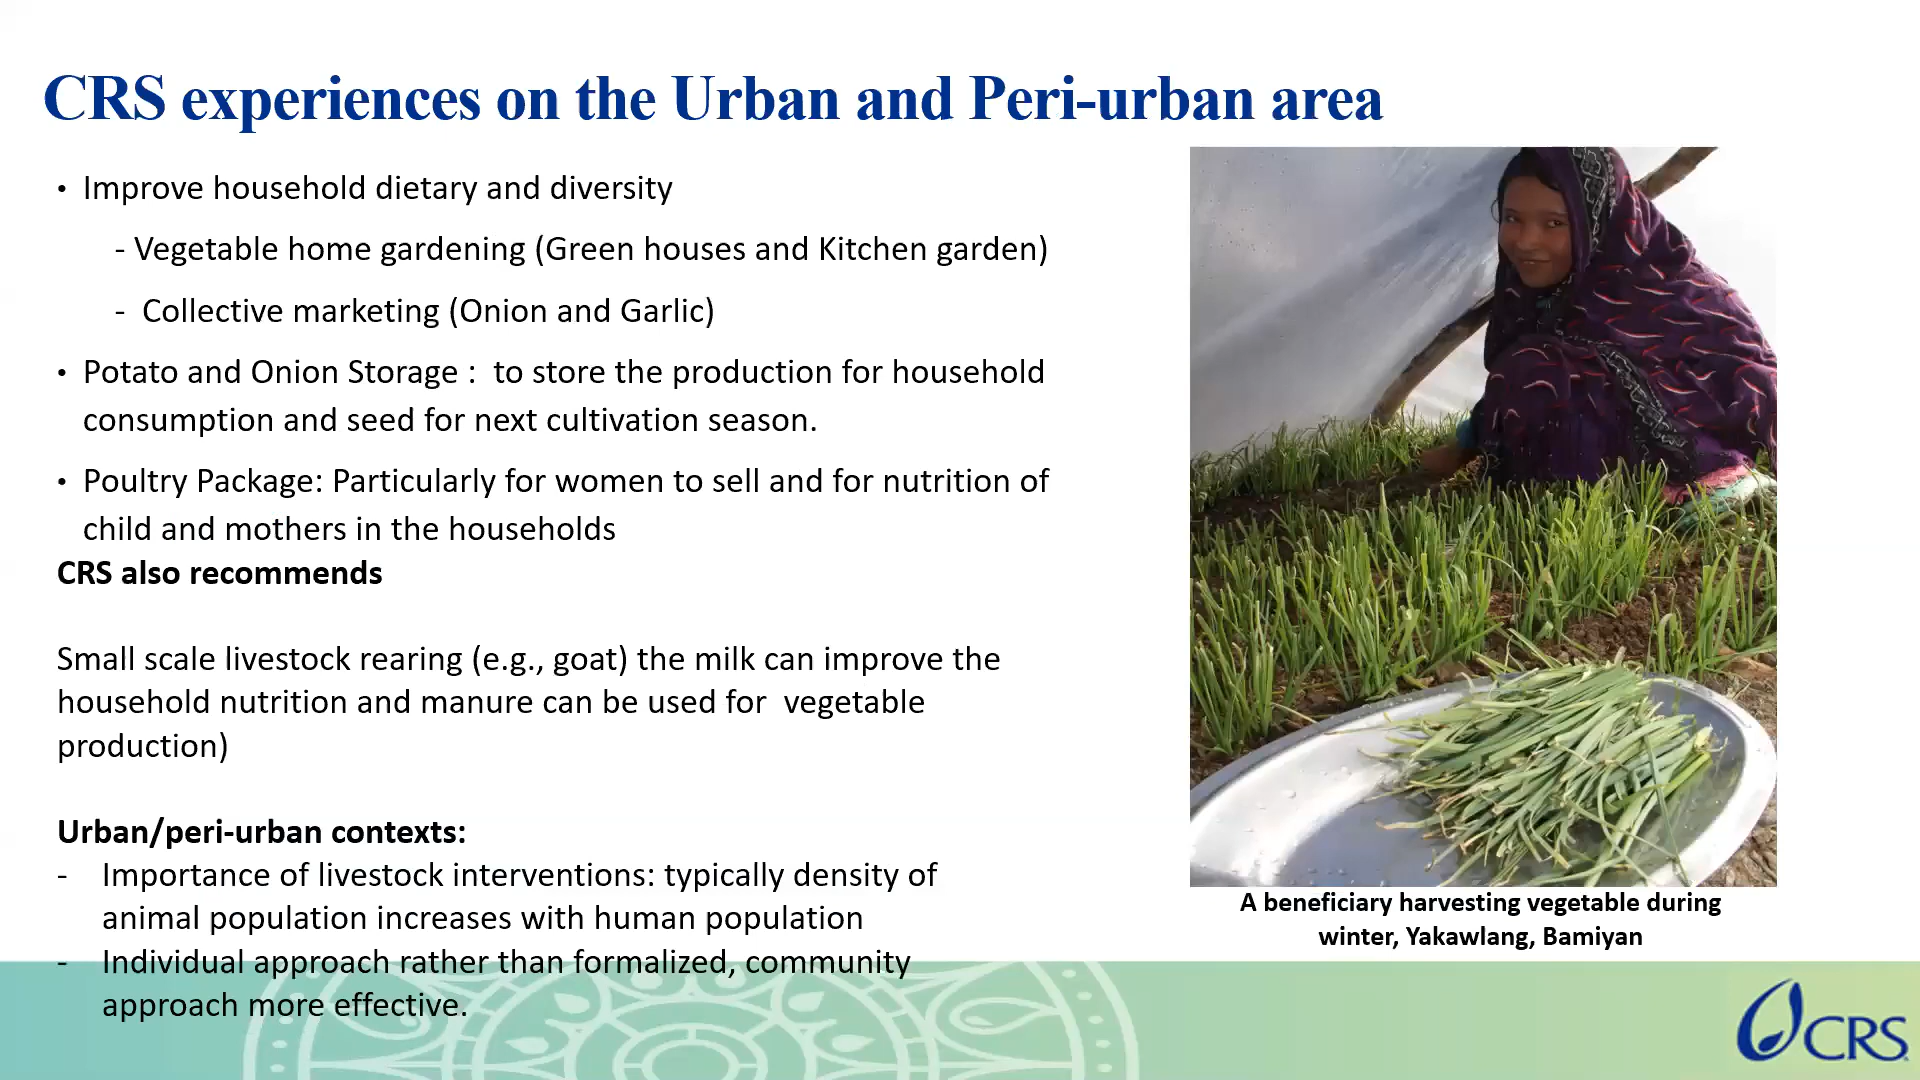 CRS experiences on the Urban and Peri-urban area
• Improve household dietary and diversity
- Vegetable home gardening (Green houses and Kitchen garden)
- Collective marketing (Onion and Garlic)
• Potato and Onion Storage : to store the production for household
consumption and seed for next cultivation season.
• Poultry Package: Particularly for women to sell and for nutrition of
child and mothers in the households
CRS also recommends
Small scale livestock rearing (e.g., goat) the milk can improve the
household nutrition and manure can be used for vegetable
production)
Urban/peri-urban contexts:
- Importance of livestock interventions: typically density of
animal population increases with human population
- Individual approach rather than formalized, community
approach more effective.
A beneficiary harvesting vegetable during
winter, Yakawlang, Bamiyan
CRS